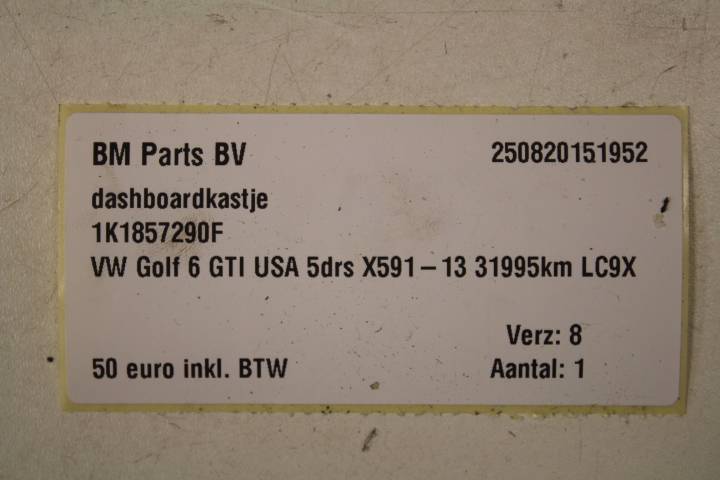 BM Parts BV 250820151952
dashboardkastje
1K1857290F
VW Golf 6 GTI USA 5drs X591-13 31995km LC9X
Verz: 8
50 euro inkl. BTW Aantal: 1